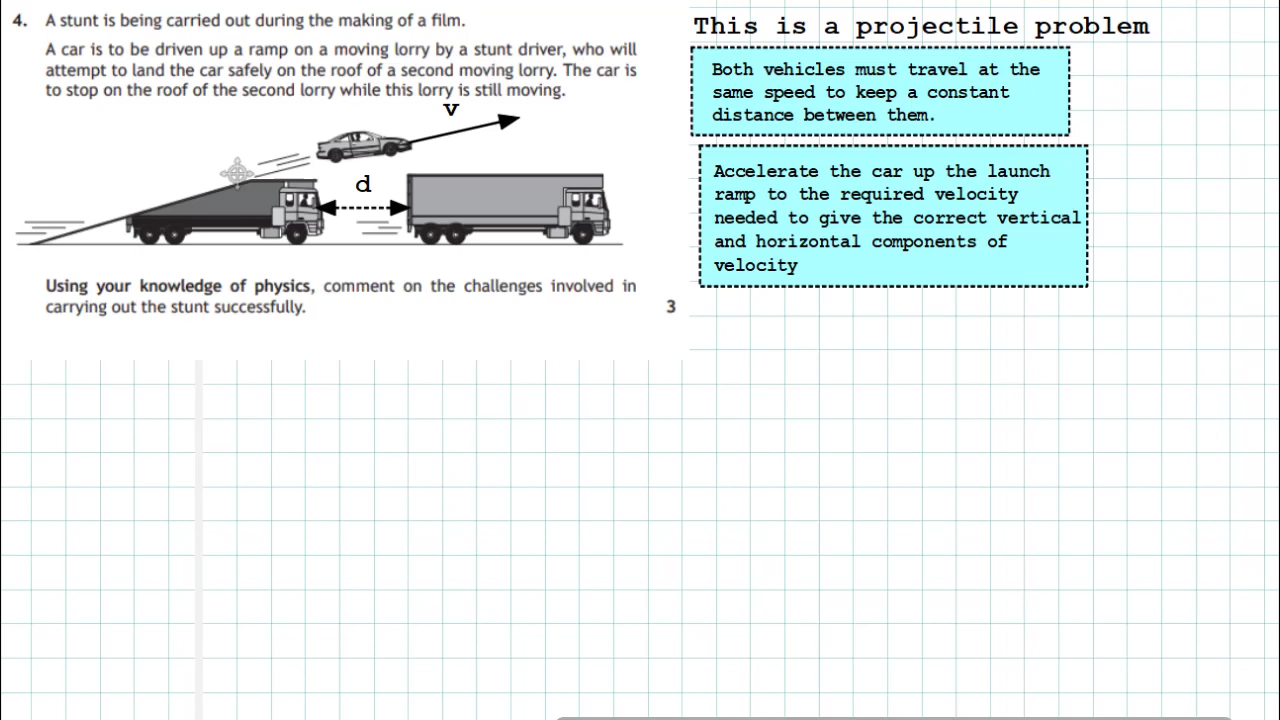 4. A stunt is being carried out during the making of a film.
A car is to be driven up a ramp on a moving lorry by a stunt driver, who will
attempt to land the car safely on the roof of a second moving lorry. The car is
to stop on the roof of the second lorry while this lorry is still moving.
v
d
Using your knowledge of physics, comment on the challenges involved in
carrying out the stunt successfully.
3
This is a projectile problem
Both vehicles must travel at the
same speed to keep a constant
distance between them.
Accelerate the car up the launch
ramp to the required velocity
needed to give the correct vertical
and horizontal components of
velocity